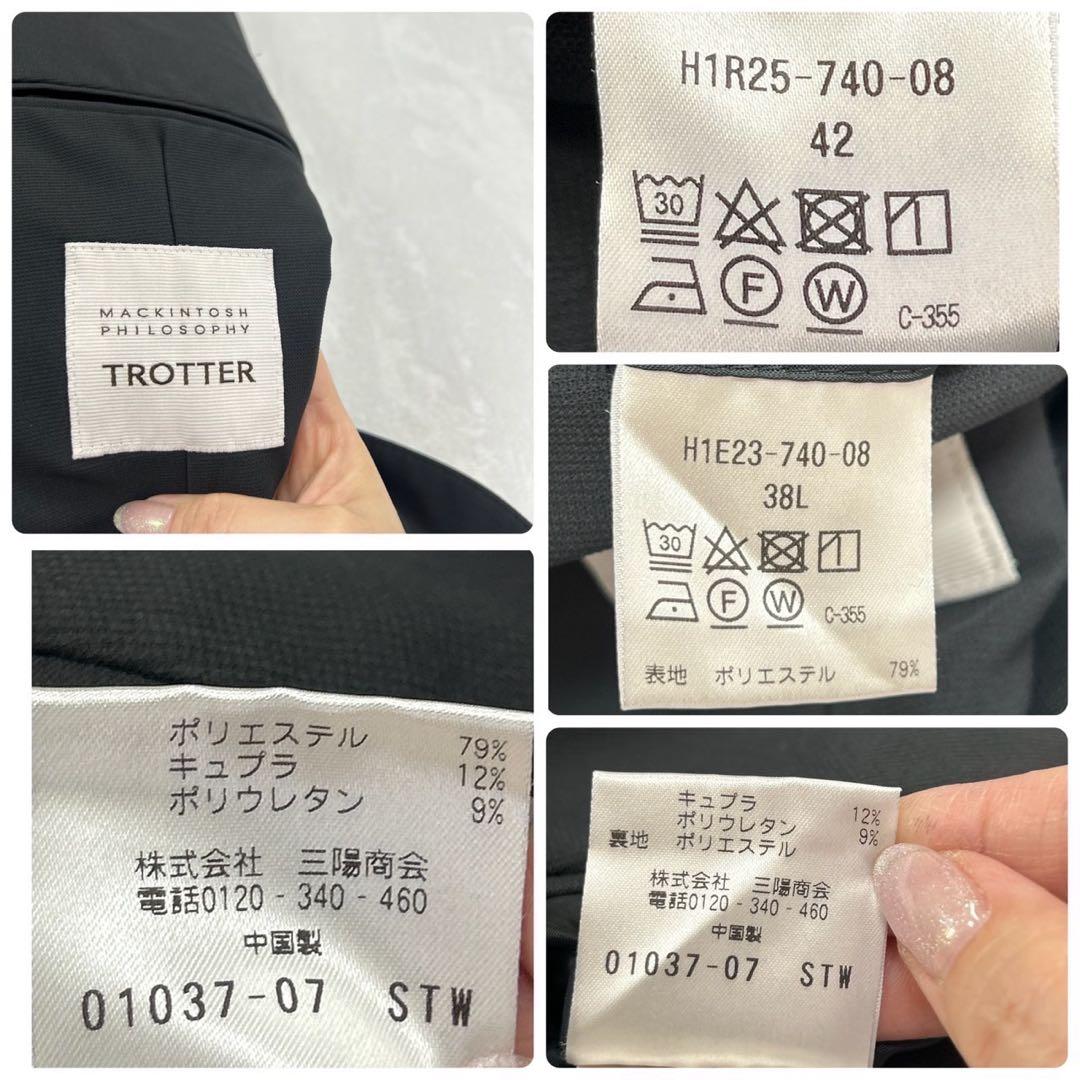 MACKINTOSH
PHILOSOPHY
TROTTER
H1R25-740-08
42
30
F
W
C-355
H1E23-740-08
38L
30
F
W
C-355
表地 ポリエステル 79%
ポリエステル 79%
キュプラ 12%
ポリウレタン 9%
株式会社 三陽商会
電話0120-340-460
中国製
01037-07 STW
キュプラ 12%
ポリウレタン 9%
裏地 ポリエステル
株式会社 三陽商会
電話0120-340-460
中国製
01037-07 STW